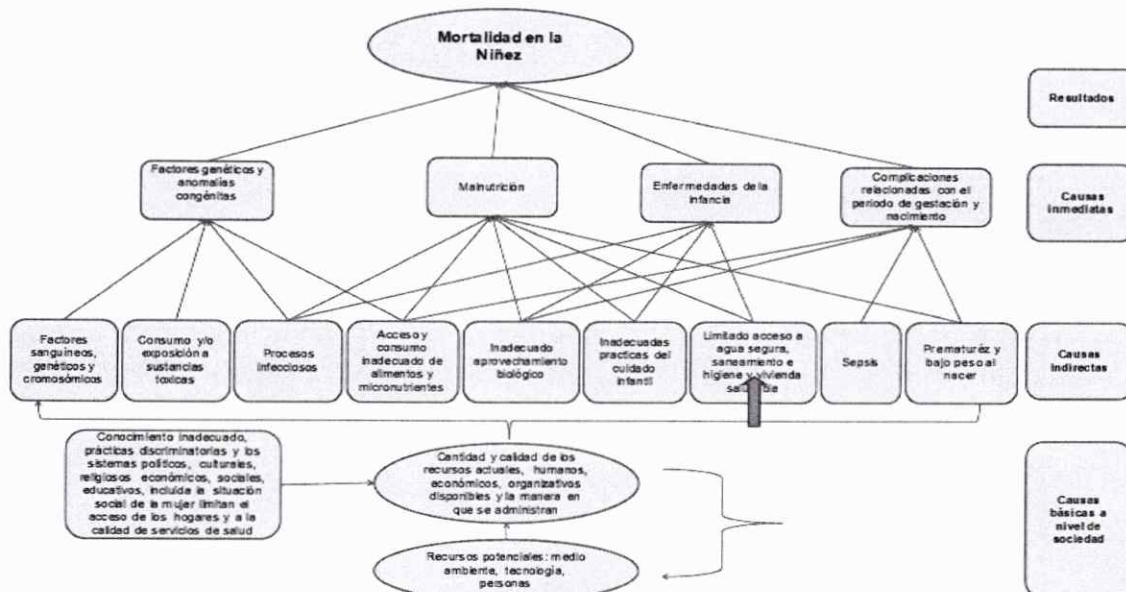 Mortalidad en la
Niñez
Resultados
Factores genéticos y
anomalías
congénitas
Malnutrición
Enfermedades de la
infancia
Complicaciones
relacionadas con el
periodo de gestación y
nacimiento
Causas
inmediatas
Factores
sanguíneos,
genéticos y
cromosómicos
Consumo y/o
exposición a
sustancias
toxicas
Procesos
infecciosos
Acceso y
consumo
inadecuado de
alimentos y
micronutrientes
Inadecuado
aprovechamiento
biológico
Inadecuadas
practicas del
cuidado
infantil
Limitado acceso a
agua segura,
saneamiento e
higiene y vivienda
Sepsis
Prematuréz y
bajo peso al
nacer
Causas
indirectas
Conocimiento inadecuado,
prácticas discriminatorias y los
sistemas políticos, culturales,
religiosos económicos, sociales,
educativos, incluida la situación
social de la mujer limitan el
acceso de los hogares y a la
calidad de servicios de salud
Cantidad y calidad de los
recursos actuales, humanos,
económicos, organizativos
disponibles y la manera en
que se administran
Recursos potenciales: medio
ambiente, tecnología,
personas
Causas
básicas a
nivel de
sociedad